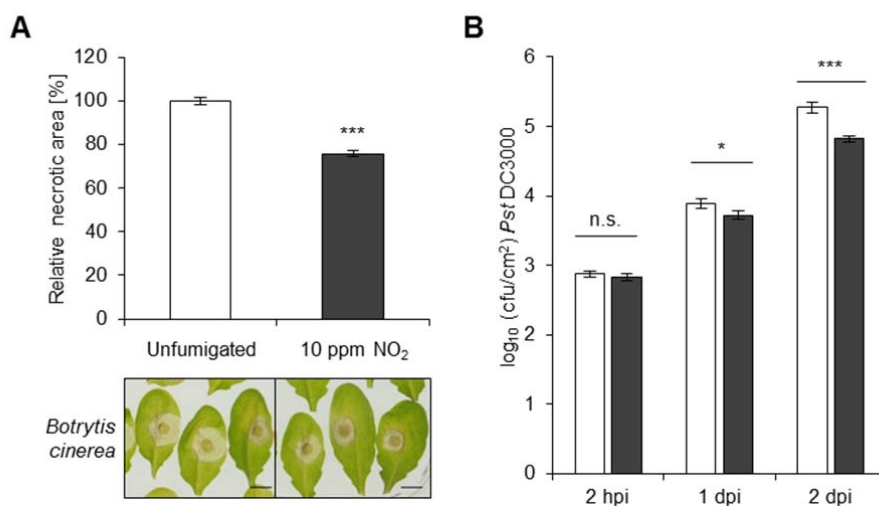 A
Relative necrotic area [%]
120
100
80
60
40
20
0
***
Unfumigated 10 ppm NO₂
Botrytis
cinerea
B
log₁₀ (cfu/cm²) Pst DC3000
6
5
4
3
2
1
0
n.s.
*
***
2 hpi 1 dpi 2 dpi